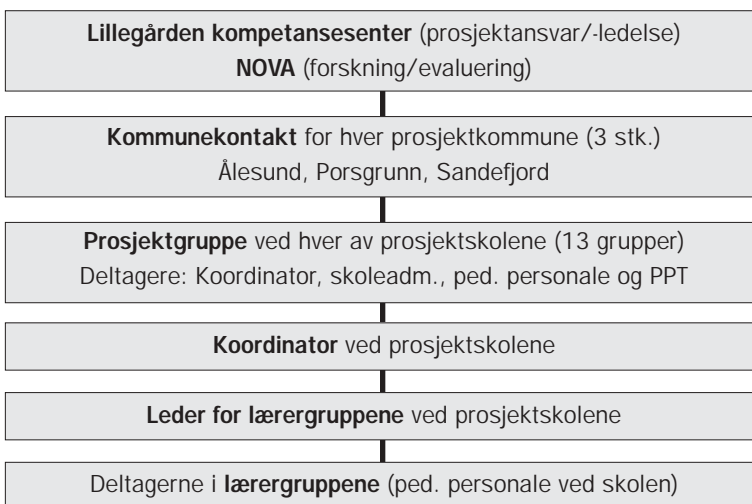 Lillegården kompetansesenter (prosjektansvar/-ledelse)
NOVA (forskning/evaluering)
Kommunekontakt for hver prosjektkommune (3 stk.)
Ålesund, Porsgrunn, Sandefjord
Prosjektgruppe ved hver av prosjektskolene (13 grupper)
Deltagere: Koordinator, skoleadm., ped. personale og PPT
Koordinator ved prosjektskolene
Leder for lærergruppene ved prosjektskolene
Deltagerne i lærergruppene (ped. personale ved skolen)